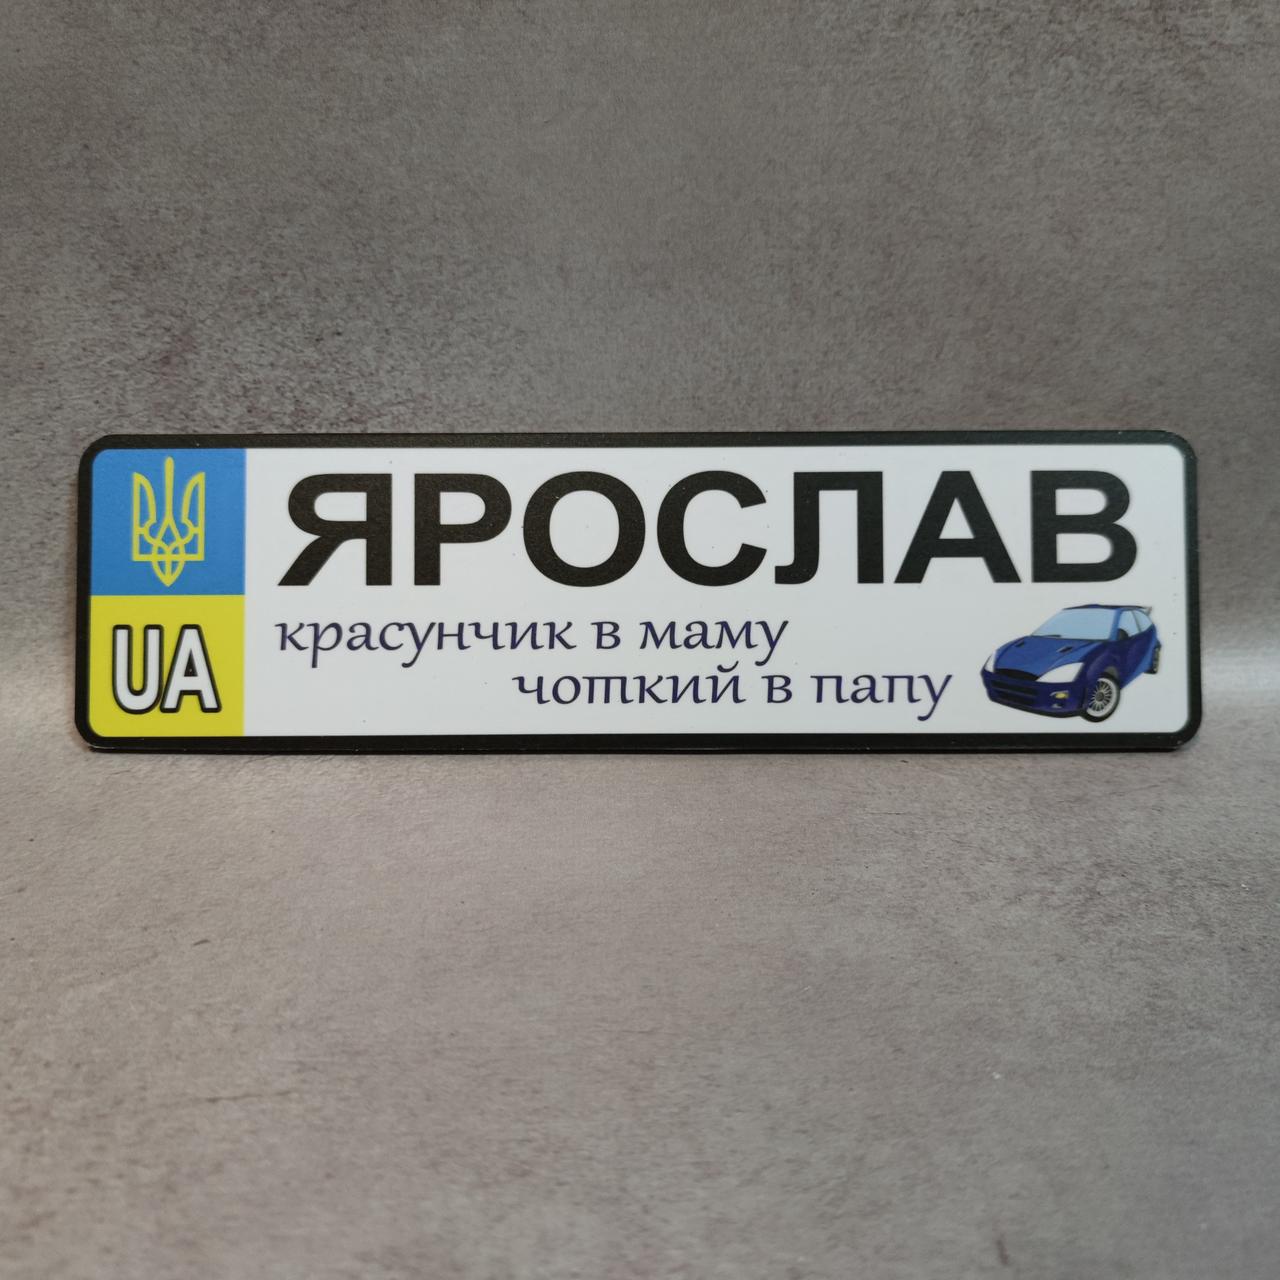 ЯРОСЛАВ
UA
красунчик в маму
чоткий в папу